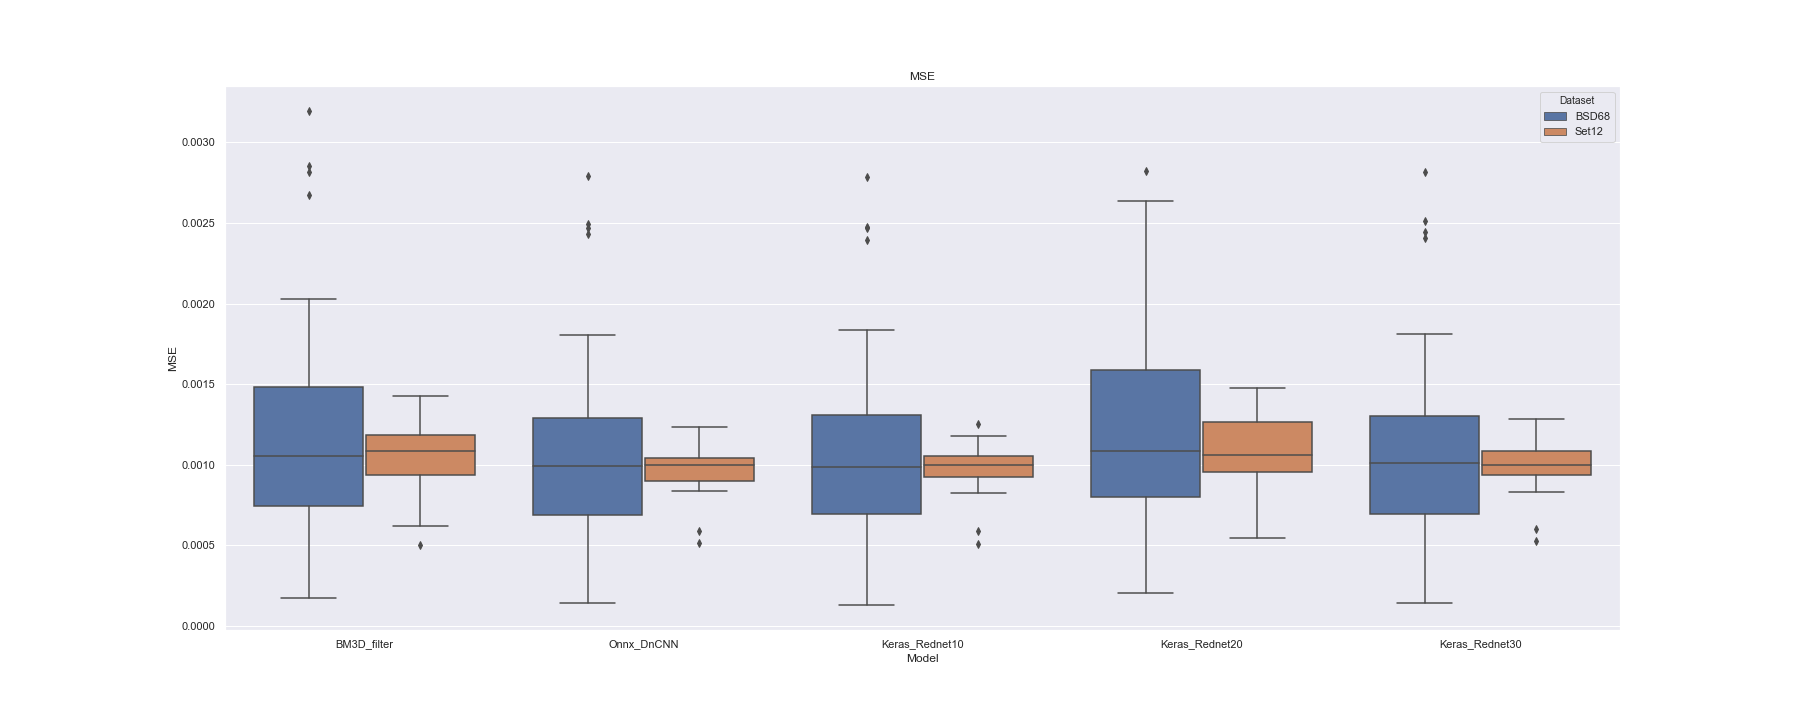 MSE
Dataset
BSD68
Set12
0.0030
0.0025
0.0020
0.0015
0.0010
0.0005
0.0000
MSE
BM3D_filter
Onnx_DnCNN
Keras_Rednet10
Keras_Rednet20
Keras_Rednet30
Model